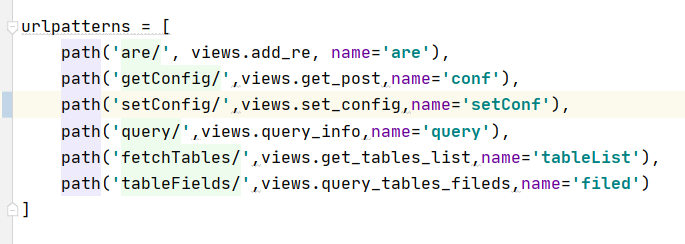 urlpatterns = [
    path('are/', views.add_re, name='are'),
    path('getConfig/',views.get_post,name='conf'),
    path('setConfig/',views.set_config,name='setConf'),
    path('query/',views.query_info,name='query'),
    path('fetchTables/',views.get_tables_list,name='tableList'),
    path('tableFields/',views.query_tables_fileds,name='filed')
]